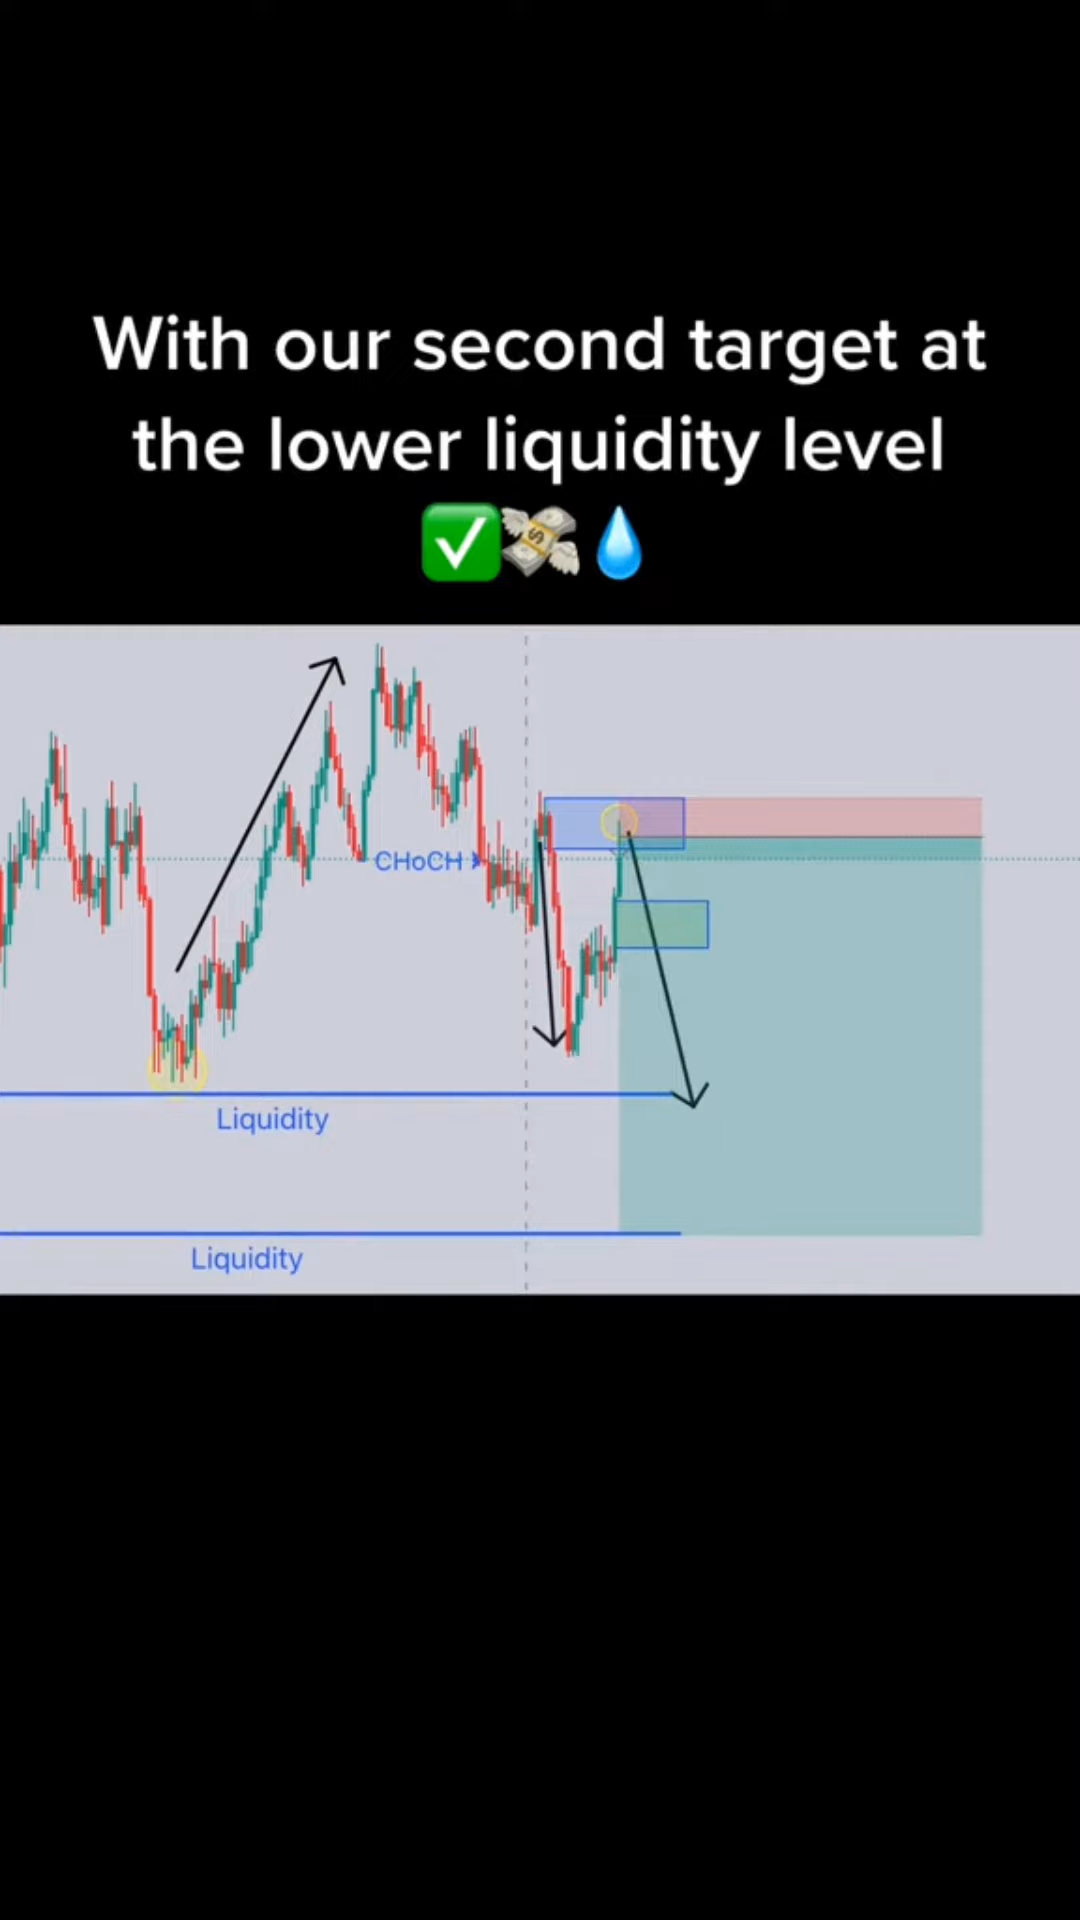 With our second target at
the lower liquidity level
✅💸💧
CHoCH
Liquidity
Liquidity